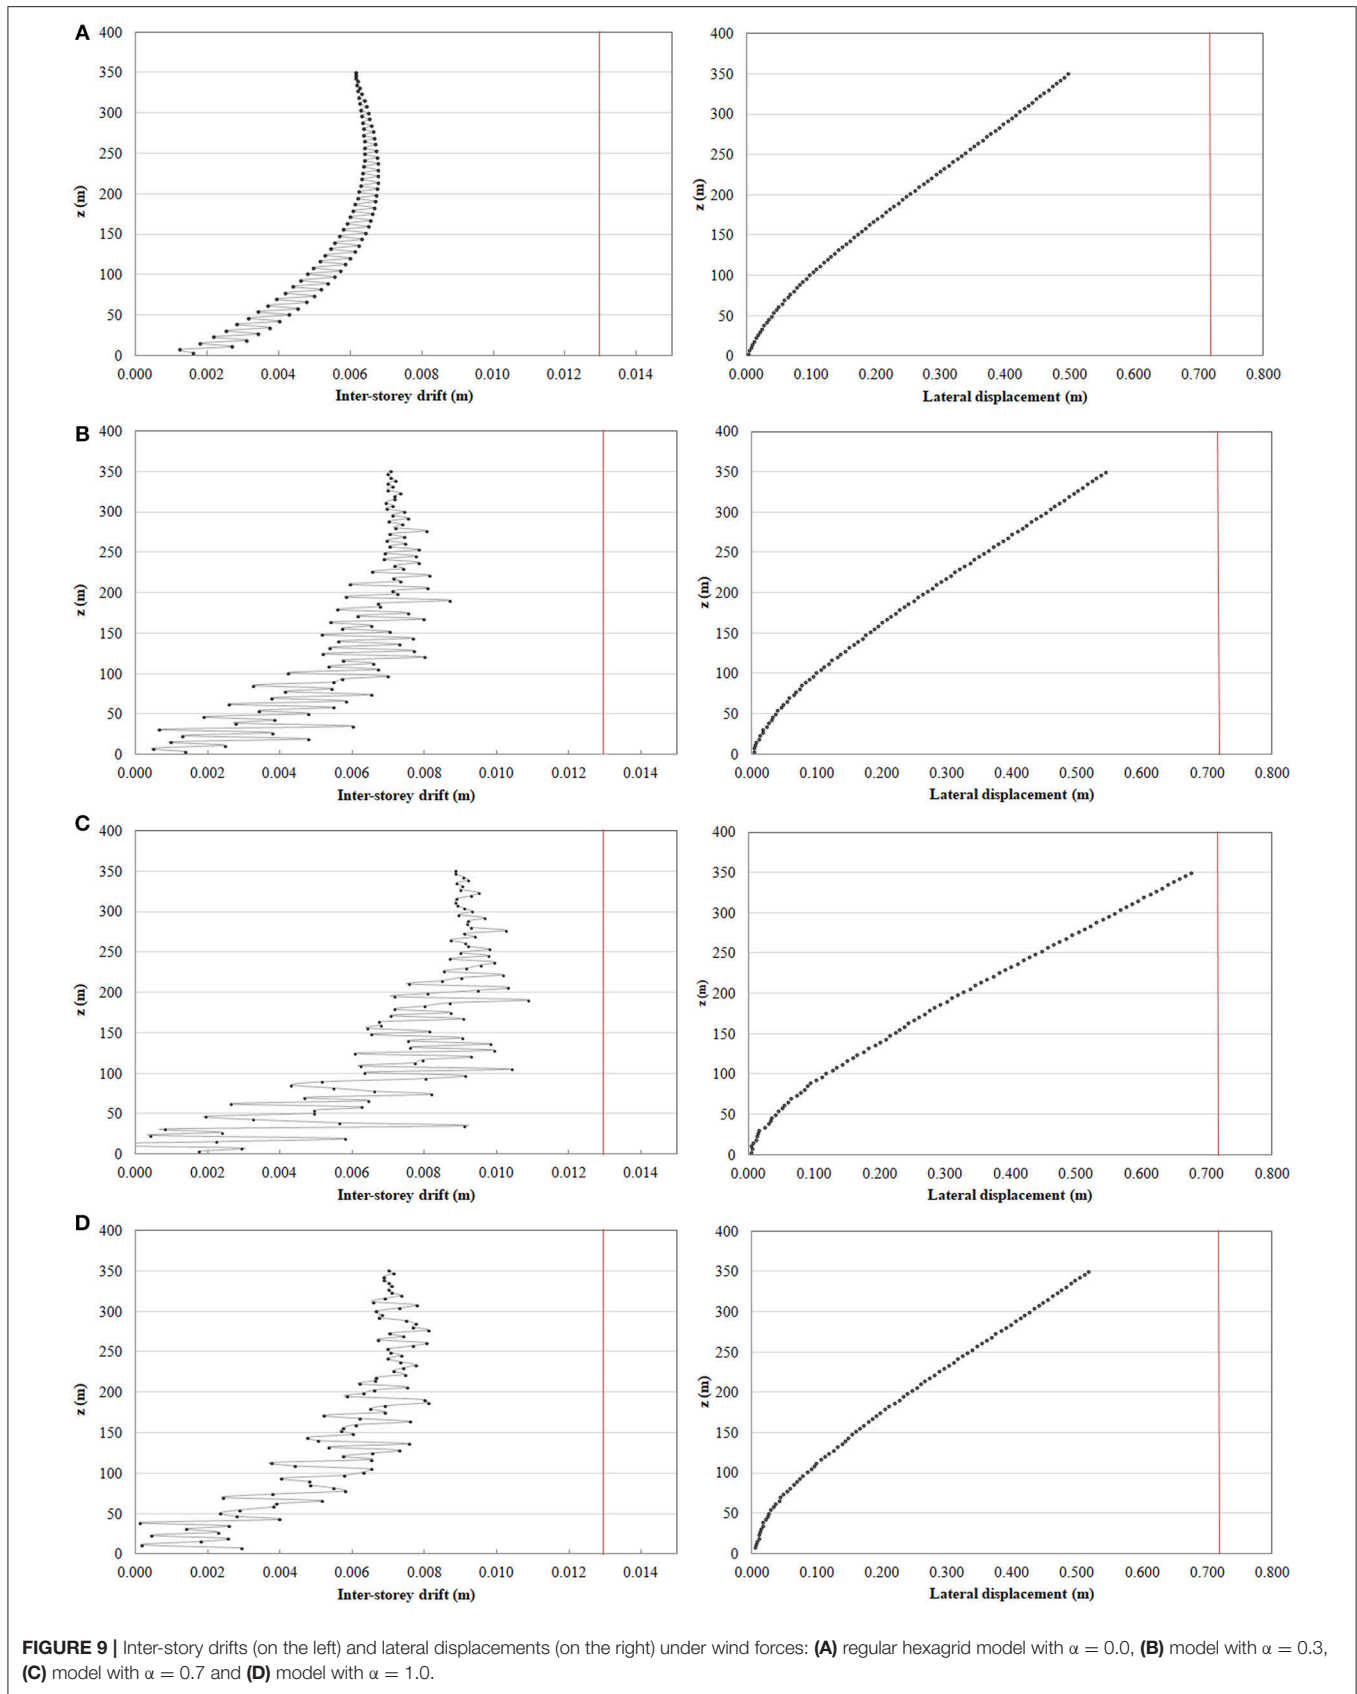 A
400
350
300
250
200
150
100
50
0
z (m)
0.000 0.002 0.004 0.006 0.008 0.010 0.012 0.014
Inter-storey drift (m)
400
350
300
250
200
150
100
50
0
z (m)
0.000 0.100 0.200 0.300 0.400 0.500 0.600 0.700 0.800
Lateral displacement (m)
B
400
350
300
250
200
150
100
50
0
z (m)
0.000 0.002 0.004 0.006 0.008 0.010 0.012 0.014
Inter-storey drift (m)
400
350
300
250
200
150
100
50
0
z (m)
0.000 0.100 0.200 0.300 0.400 0.500 0.600 0.700 0.800
Lateral displacement (m)
C
400
350
300
250
200
150
100
50
0
z (m)
0.000 0.002 0.004 0.006 0.008 0.010 0.012 0.014
Inter-storey drift (m)
400
350
300
250
200
150
100
50
0
z (m)
0.000 0.100 0.200 0.300 0.400 0.500 0.600 0.700 0.800
Lateral displacement (m)
D
400
350
300
250
200
150
100
50
0
z (m)
0.000 0.002 0.004 0.006 0.008 0.010 0.012 0.014
Inter-storey drift (m)
400
350
300
250
200
150
100
50
0
z (m)
0.000 0.100 0.200 0.300 0.400 0.500 0.600 0.700 0.800
Lateral displacement (m)
FIGURE 9 | Inter-story drifts (on the left) and lateral displacements (on the right) under wind forces: (A) regular hexagrid model with α = 0.0, (B) model with α = 0.3,
(C) model with α = 0.7 and (D) model with α = 1.0.